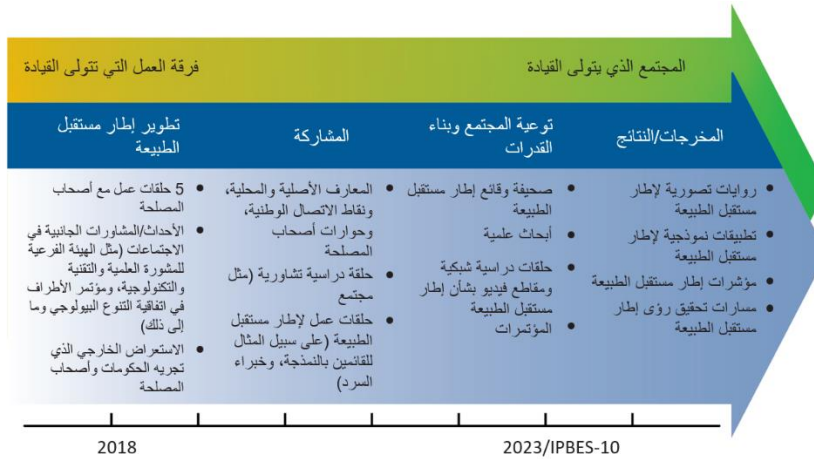 فرقة العمل التي تتولى القيادة
المجتمع الذي يتولى القيادة
تطوير إطار مستقبل
الطبيعة
5 حلقات عمل مع أصحاب
المصلحة
الأحداث/المشاورات الجانبية في
الاجتماعات (مثل الهيئة الفرعية
للمشورة العلمية والتقنية
والتكنولوجية، ومؤتمر الأطراف
في اتفاقية التنوع البيولوجي وما
إلى ذلك)
الاستعراض الخارجي الذي
تجريه الحكومات وأصحاب
المصلحة
المشاركة
المعارف الأصلية والمحلية،
ونقاط الاتصال الوطنية،
وحوارات أصحاب
المصلحة
حلقة دراسية تشاورية (مثل
مجتمع
حلقات عمل لإطار مستقبل
الطبيعة (على سبيل المثال
للقائمين بالنمذجة، وخبراء
السرد)
توعية المجتمع وبناء
القدرات
صحيفة وقائع إطار مستقبل
الطبيعة
أبحاث علمية
حلقات دراسية شبكية
ومقاطع فيديو بشأن إطار
مستقبل الطبيعة
المؤتمرات
المخرجات/النتائج
روايات تصورية لإطار
مستقبل الطبيعة
تطبيقات نموذجية لإطار
مستقبل الطبيعة
مؤشرات إطار مستقبل الطبيعة
مسارات تحقيق رؤى إطار
مستقبل الطبيعة
2018
2023/IPBES-10